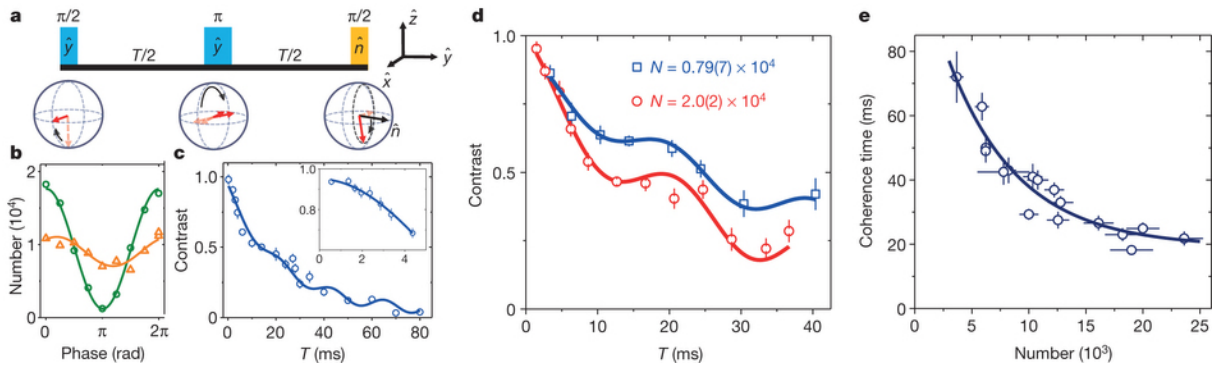 a
π/2
π
π/2
ŷ
T/2
ŷ
T/2
n̂
ẑ
ŷ
x̂
n̂
b
Number (10⁴)
2
1
0
0
π
2π
Phase (rad)
c
Contrast
1.0
0.5
0
0
20
40
60
80
T (ms)
1.0
0.8
0.6
0
2
4
d
Contrast
1.0
0.5
0
0
10
20
30
40
T (ms)
N = 0.79(7) × 10⁴
N = 2.0(2) × 10⁴
e
Coherence time (ms)
80
60
40
20
0
0
5
10
15
20
25
Number (10³)